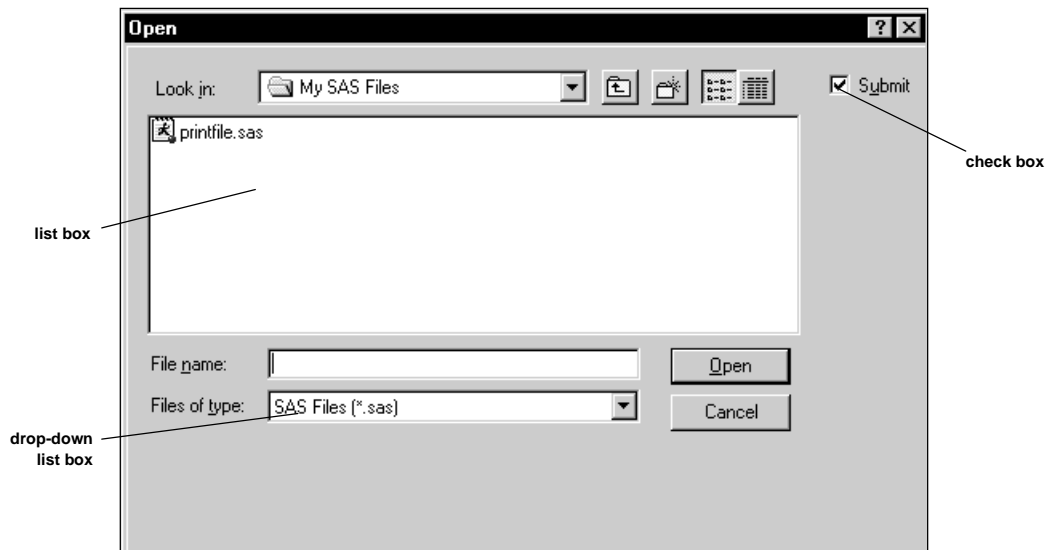 Open
Look in: My SAS Files Submit
printfile.sas
check box
list box
File name: Open
Files of type: SAS Files (*.sas) Cancel
drop-down
list box